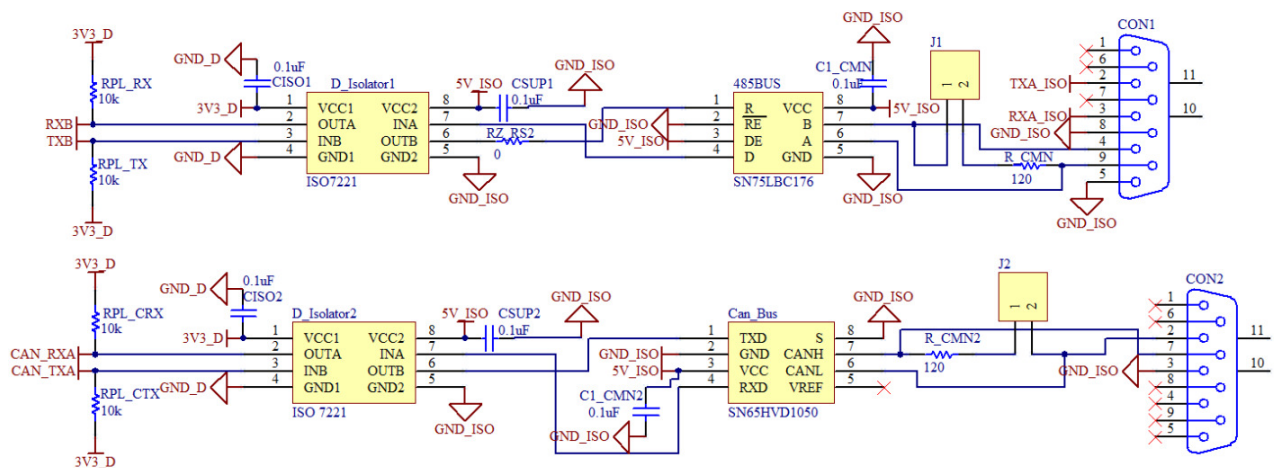 3V3_D
GND_D
0.1uF
CISO1
RPL_RX
10k
3V3_D
RXB
TXB
RPL_TX
10k
GND_D
3V3_D
D_Isolator1
1 VCC1 VCC2 8
2 OUTA INA 7
3 INB OUTB 6
4 GND1 GND2 5
ISO7221
5V_ISO
CSUP1
0.1uF
GND_ISO
RZ_RS2
0
GND_ISO
GND_ISO
5V_ISO
485BUS
1 R VCC 8
2 RE B 7
3 DE A 6
4 D GND 5
SN75LBC176
GND_ISO
C1_CMN
0.1uF
5V_ISO
GND_ISO
J1
1 2
R_CMN
120
CON1
TXA_ISO
RXA_ISO
GND_ISO
GND_ISO
1
6
2
7
3
8
4
9
5
11
10
3V3_D
GND_D
0.1uF
CISO2
RPL_CRX
10k
3V3_D
CAN_RXA
CAN_TXA
RPL_CTX
10k
GND_D
3V3_D
D_Isolator2
1 VCC1 VCC2 8
2 OUTA INA 7
3 INB OUTB 6
4 GND1 GND2 5
ISO 7221
5V_ISO
CSUP2
0.1uF
GND_ISO
GND_ISO
GND_ISO
5V_ISO
C1_CMN2
0.1uF
GND_ISO
Can_Bus
1 TXD S 8
2 GND CANH 7
3 VCC CANL 6
4 RXD VREF 5
SN65HVD1050
GND_ISO
R_CMN2
120
J2
1 2
CON2
GND_ISO
1
6
2
7
3
8
4
9
5
11
10